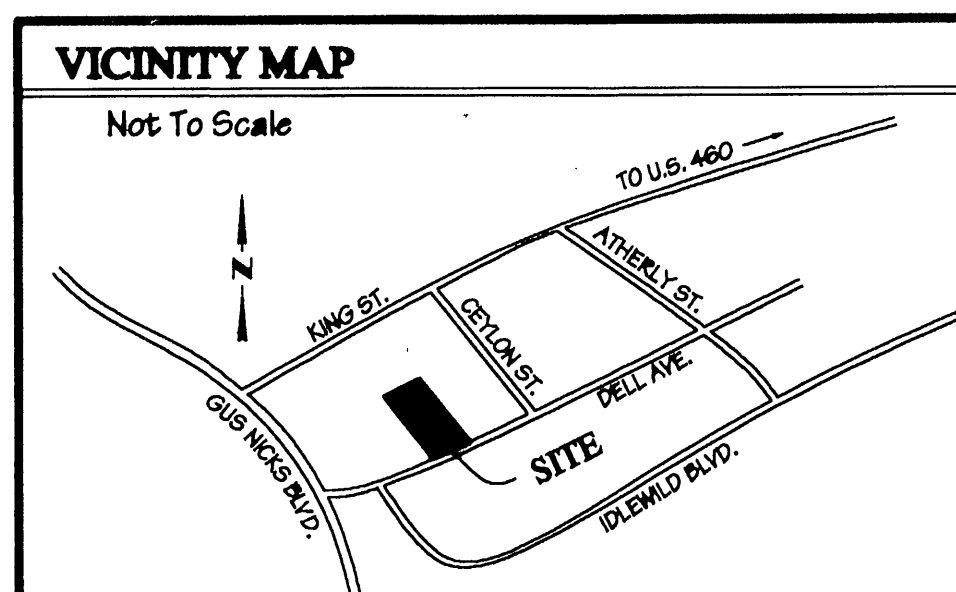 VICINITY MAP
Not To Scale
TO U.S. 460
N
ATHERLY ST.
KING ST.
CEYLON ST.
DELL AVE.
GUS NICKS BLVD.
SITE
IDLEWILD BLVD.